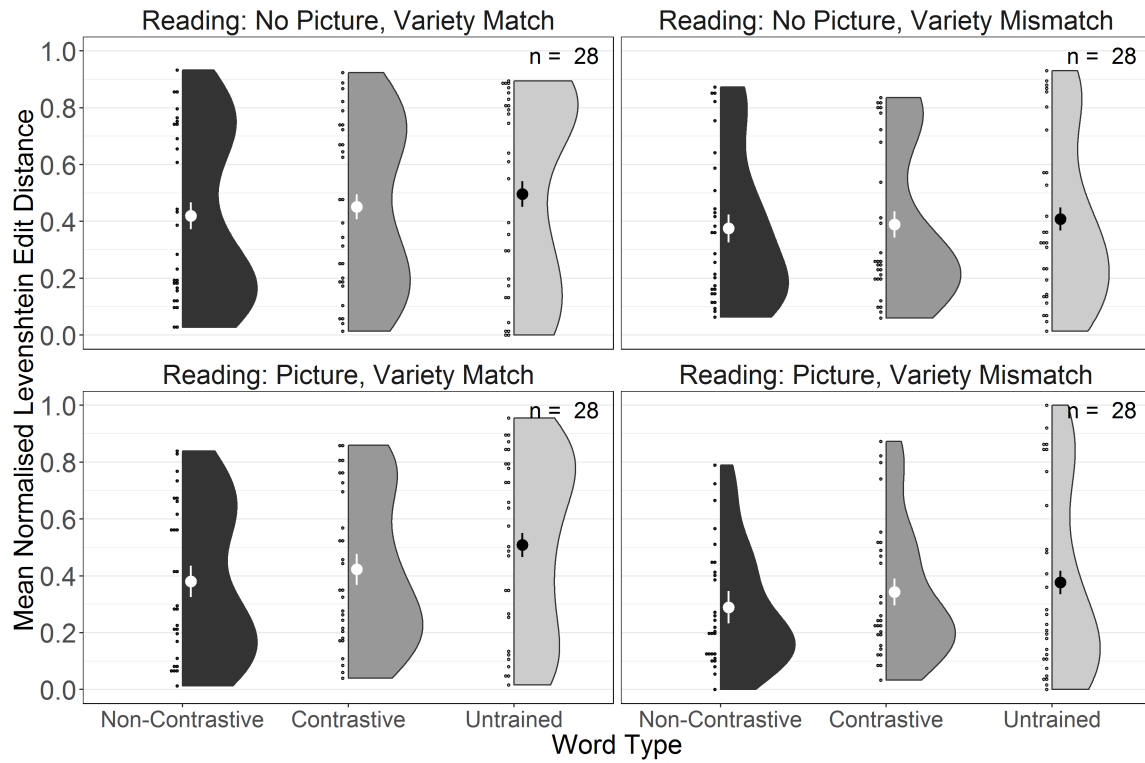 Reading: No Picture, Variety Match
Reading: No Picture, Variety Mismatch
n = 28
n = 28
1.0
0.8
0.6
0.4
0.2
0.0
Mean Normalised Levenshtein Edit Distance
Reading: Picture, Variety Match
Reading: Picture, Variety Mismatch
n = 28
n = 28
1.0
0.8
0.6
0.4
0.2
0.0
Non-Contrastive Contrastive Untrained
Non-Contrastive Contrastive Untrained
Word Type